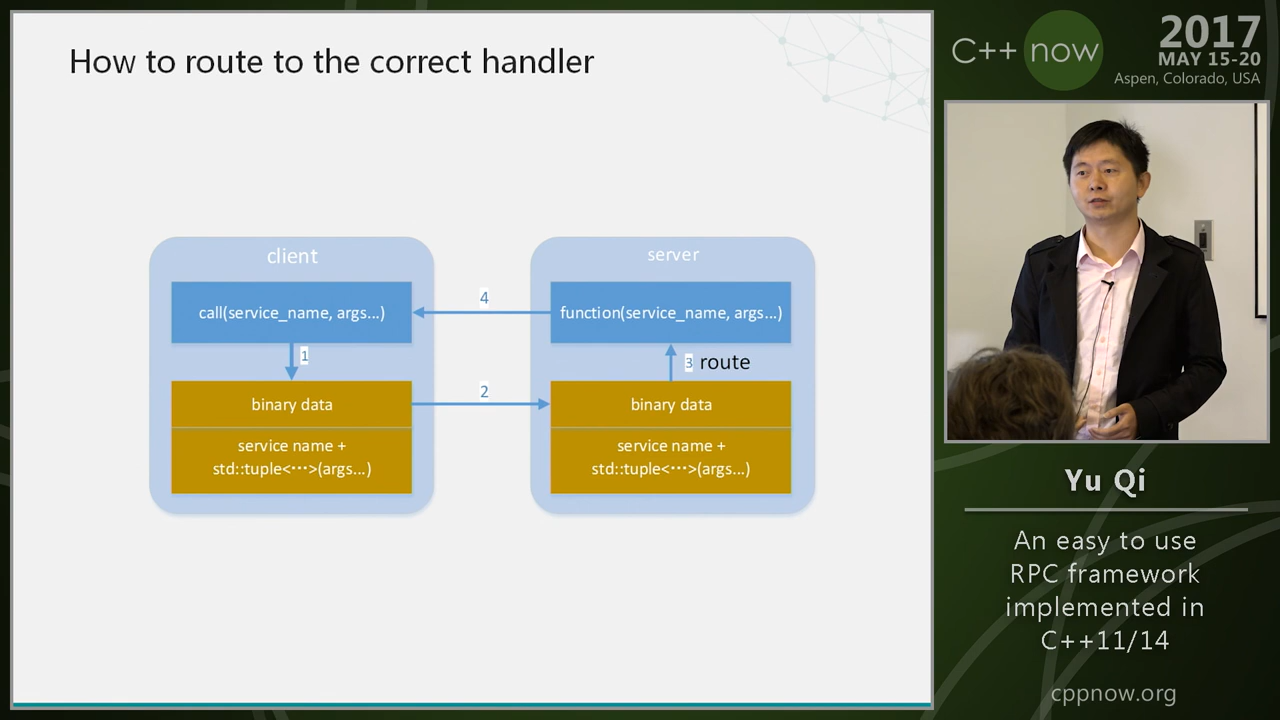 How to route to the correct handler
client
call(service_name, args...)
1
binary data
service name +
std::tuple<···>(args...)
4
2
server
function(service_name, args...)
3 route
binary data
service name +
std::tuple<···>(args...)
C++ now
2017
MAY 15-20
Aspen, Colorado, USA
Yu Qi
An easy to use
RPC framework
implemented in
C++11/14
cppnow.org